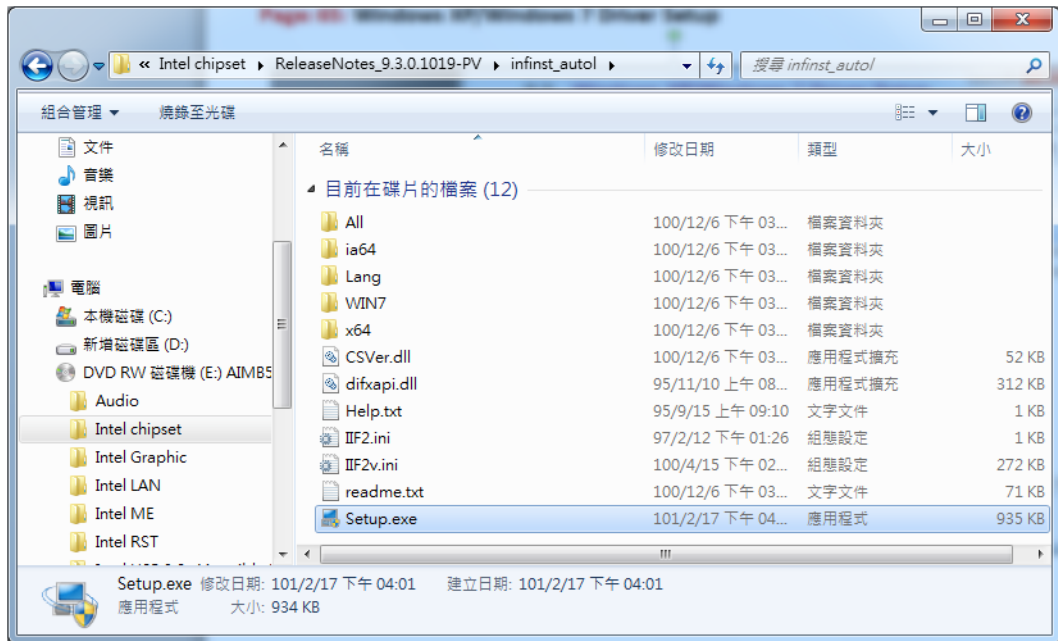 Page: 65: Windows XP/Windows 7 Driver Setup
« Intel chipset ▸ ReleaseNotes_9.3.0.1019-PV ▸ infinst_autol ▸
搜尋 infinst_autol
組合管理 燒錄至光碟
文件
音樂
視訊
圖片
電腦
本機磁碟 (C:)
新增磁碟區 (D:)
DVD RW 磁碟機 (E:) AIMB5
Audio
Intel chipset
Intel Graphic
Intel LAN
Intel ME
Intel RST
名稱 修改日期 類型 大小
目前在碟片的檔案 (12)
All 100/12/6 下午 03... 檔案資料夾
ia64 100/12/6 下午 03... 檔案資料夾
Lang 100/12/6 下午 03... 檔案資料夾
WIN7 100/12/6 下午 03... 檔案資料夾
x64 100/12/6 下午 03... 檔案資料夾
CSVer.dll 100/12/6 下午 03... 應用程式擴充 52 KB
difxapi.dll 95/11/10 上午 08... 應用程式擴充 312 KB
Help.txt 95/9/15 上午 09:10 文字文件 1 KB
IIF2.ini 97/2/12 下午 01:26 組態設定 1 KB
IIF2v.ini 100/4/15 下午 02... 組態設定 272 KB
readme.txt 100/12/6 下午 03... 文字文件 71 KB
Setup.exe 101/2/17 下午 04... 應用程式 935 KB
Setup.exe 修改日期: 101/2/17 下午 04:01 建立日期: 101/2/17 下午 04:01
應用程式 大小: 934 KB